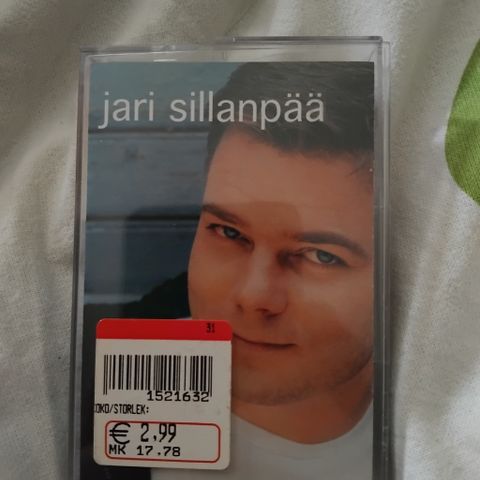 jari sillanpää
31
1521632
KOKO/STORLEK:
€ 2,99
MK 17.78